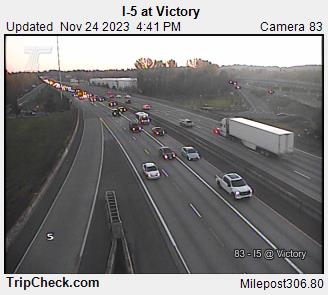 I-5 at Victory
Updated Nov 24 2023 4:41 PM Camera 83
S
83 - I5 @ Victory
TripCheck.com Milepost306.80